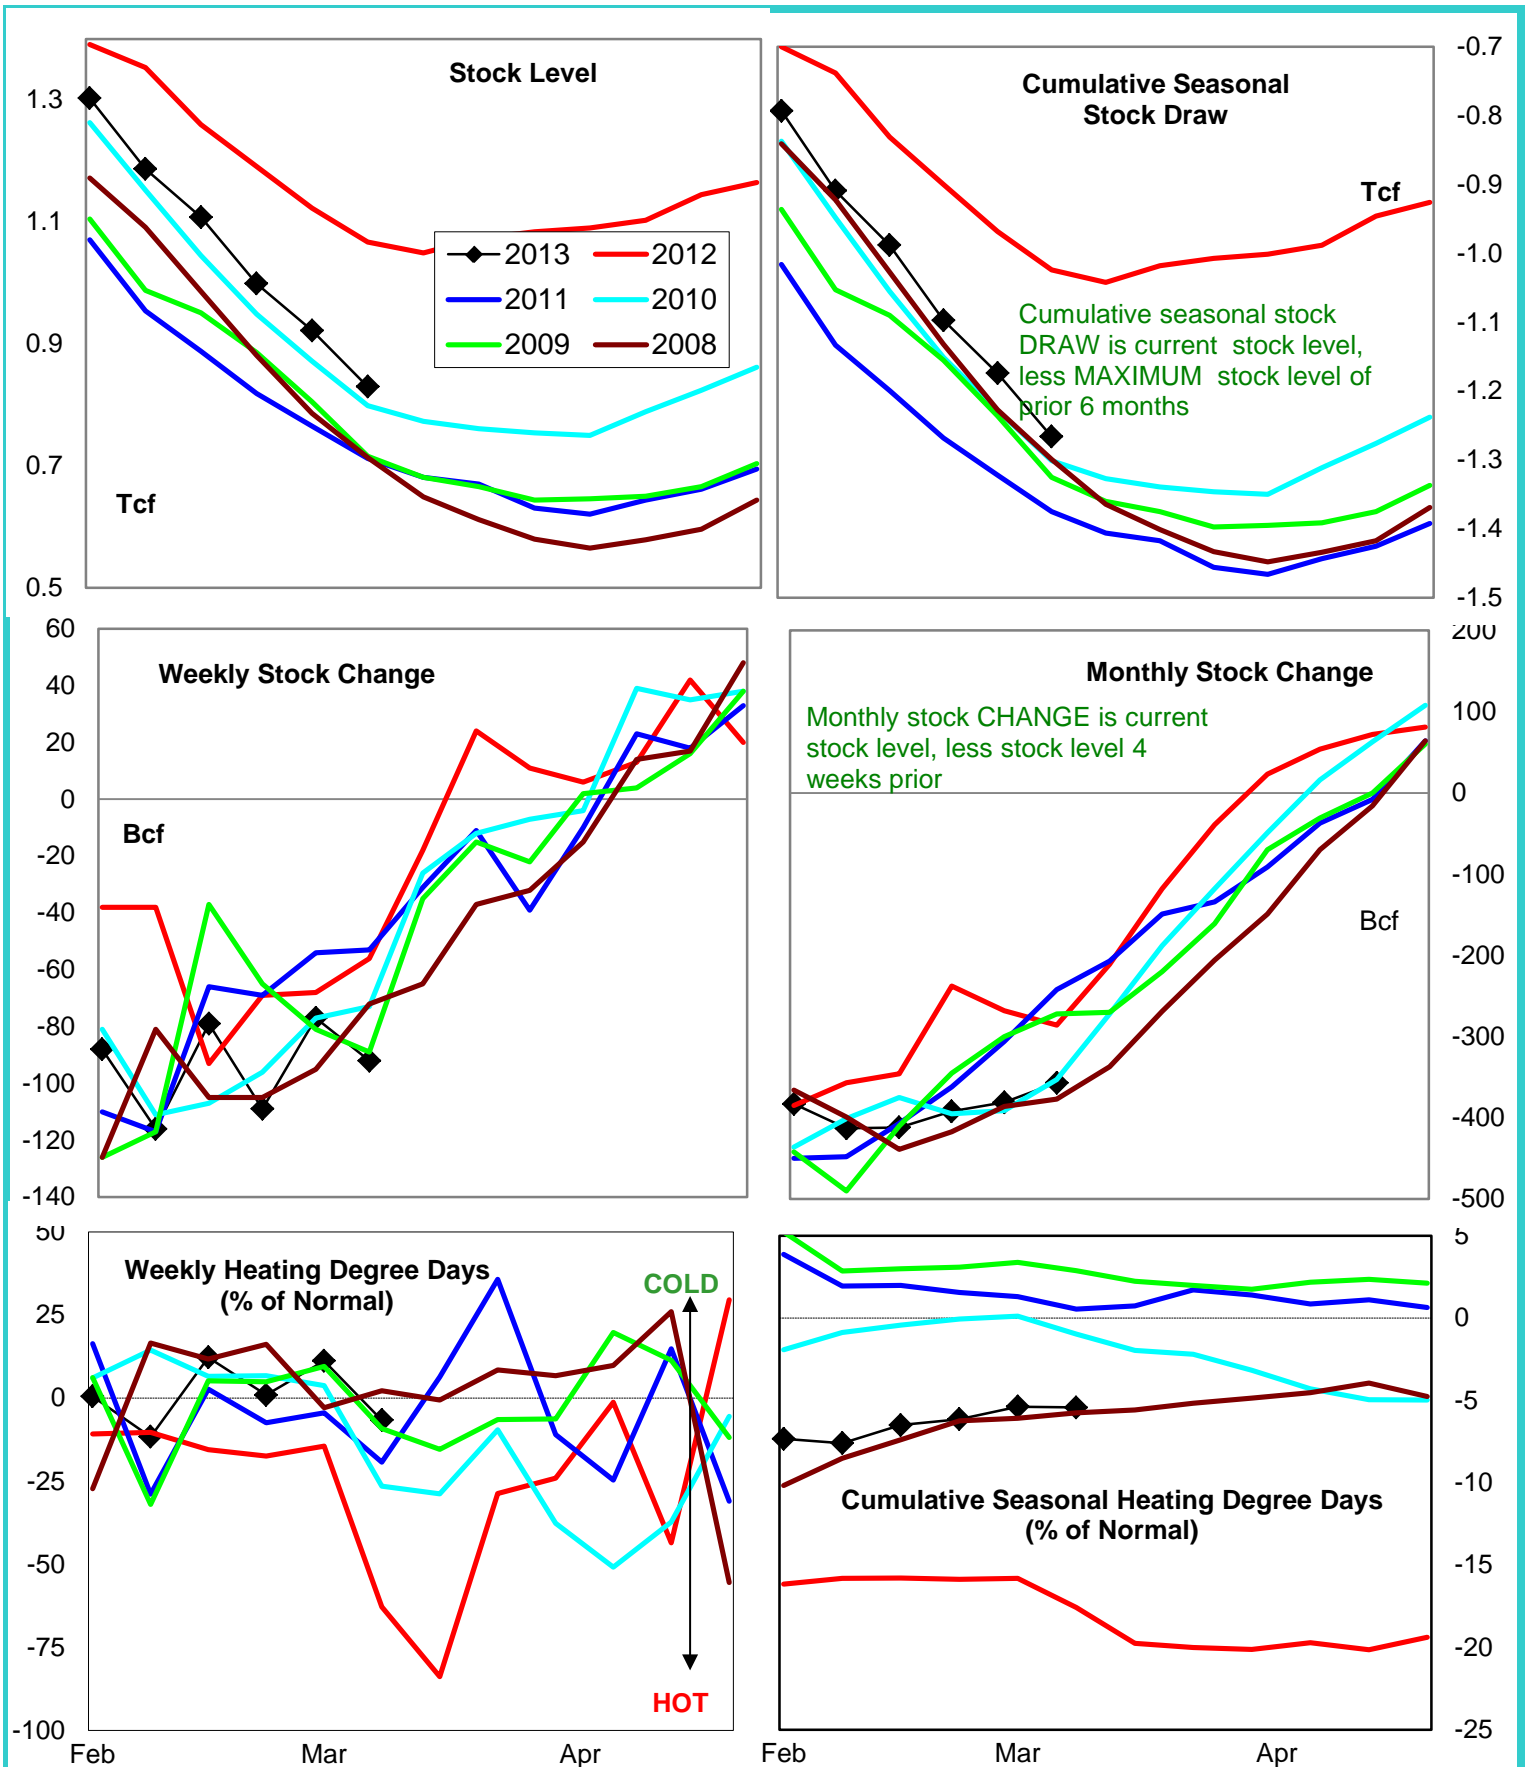 Stock Level
1.3
1.1
0.9
0.7
0.5
Tcf
2013 2012
2011 2010
2009 2008
Cumulative Seasonal
Stock Draw
Tcf
Cumulative seasonal stock
DRAW is current stock level,
less MAXIMUM stock level of
prior 6 months
-0.7
-0.8
-0.9
-1.0
-1.1
-1.2
-1.3
-1.4
-1.5
Weekly Stock Change
60
40
20
0
-20
-40
-60
-80
-100
-120
-140
Bcf
Monthly Stock Change
Monthly stock CHANGE is current
stock level, less stock level 4
weeks prior
Bcf
200
100
0
-100
-200
-300
-400
-500
Weekly Heating Degree Days
(% of Normal)
COLD
HOT
50
25
0
-25
-50
-75
-100
Feb Mar Apr
Cumulative Seasonal Heating Degree Days
(% of Normal)
5
0
-5
-10
-15
-20
-25
Feb Mar Apr